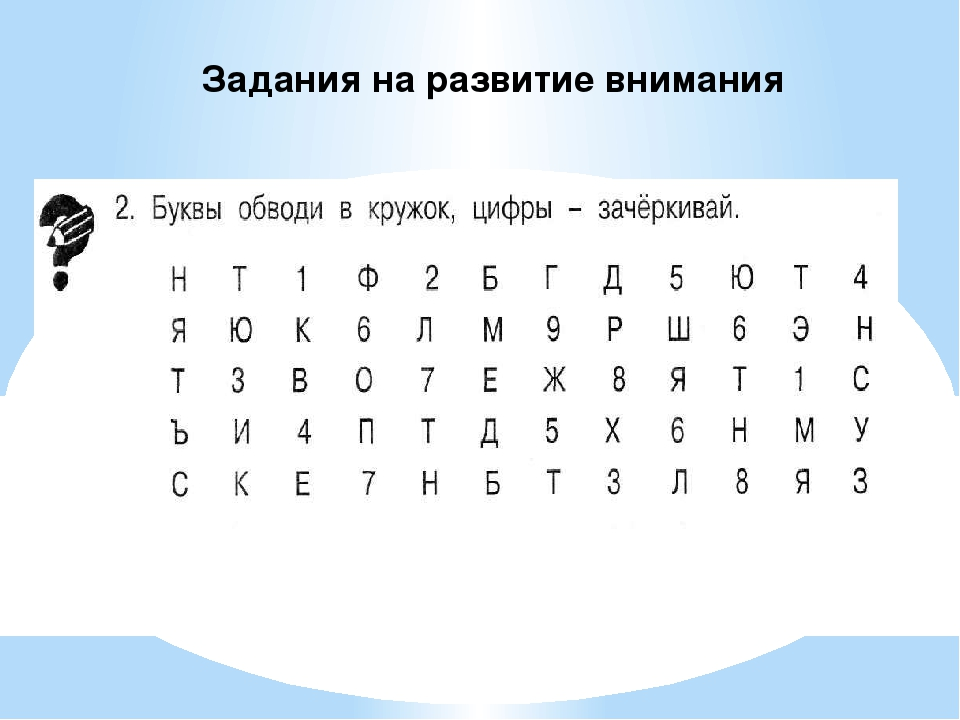 Задания на развитие внимания
2. Буквы обводи в кружок, цифры – зачёркивай.
Н Т 1 Ф 2 Б Г Д 5 Ю Т 4
Я Ю К 6 Л М 9 Р Ш 6 Э Н
Т 3 В О 7 Е Ж 8 Я Т 1 С
Ъ И 4 П Т Д 5 Х 6 Н М У
С К Е 7 Н Б Т 3 Л 8 Я З